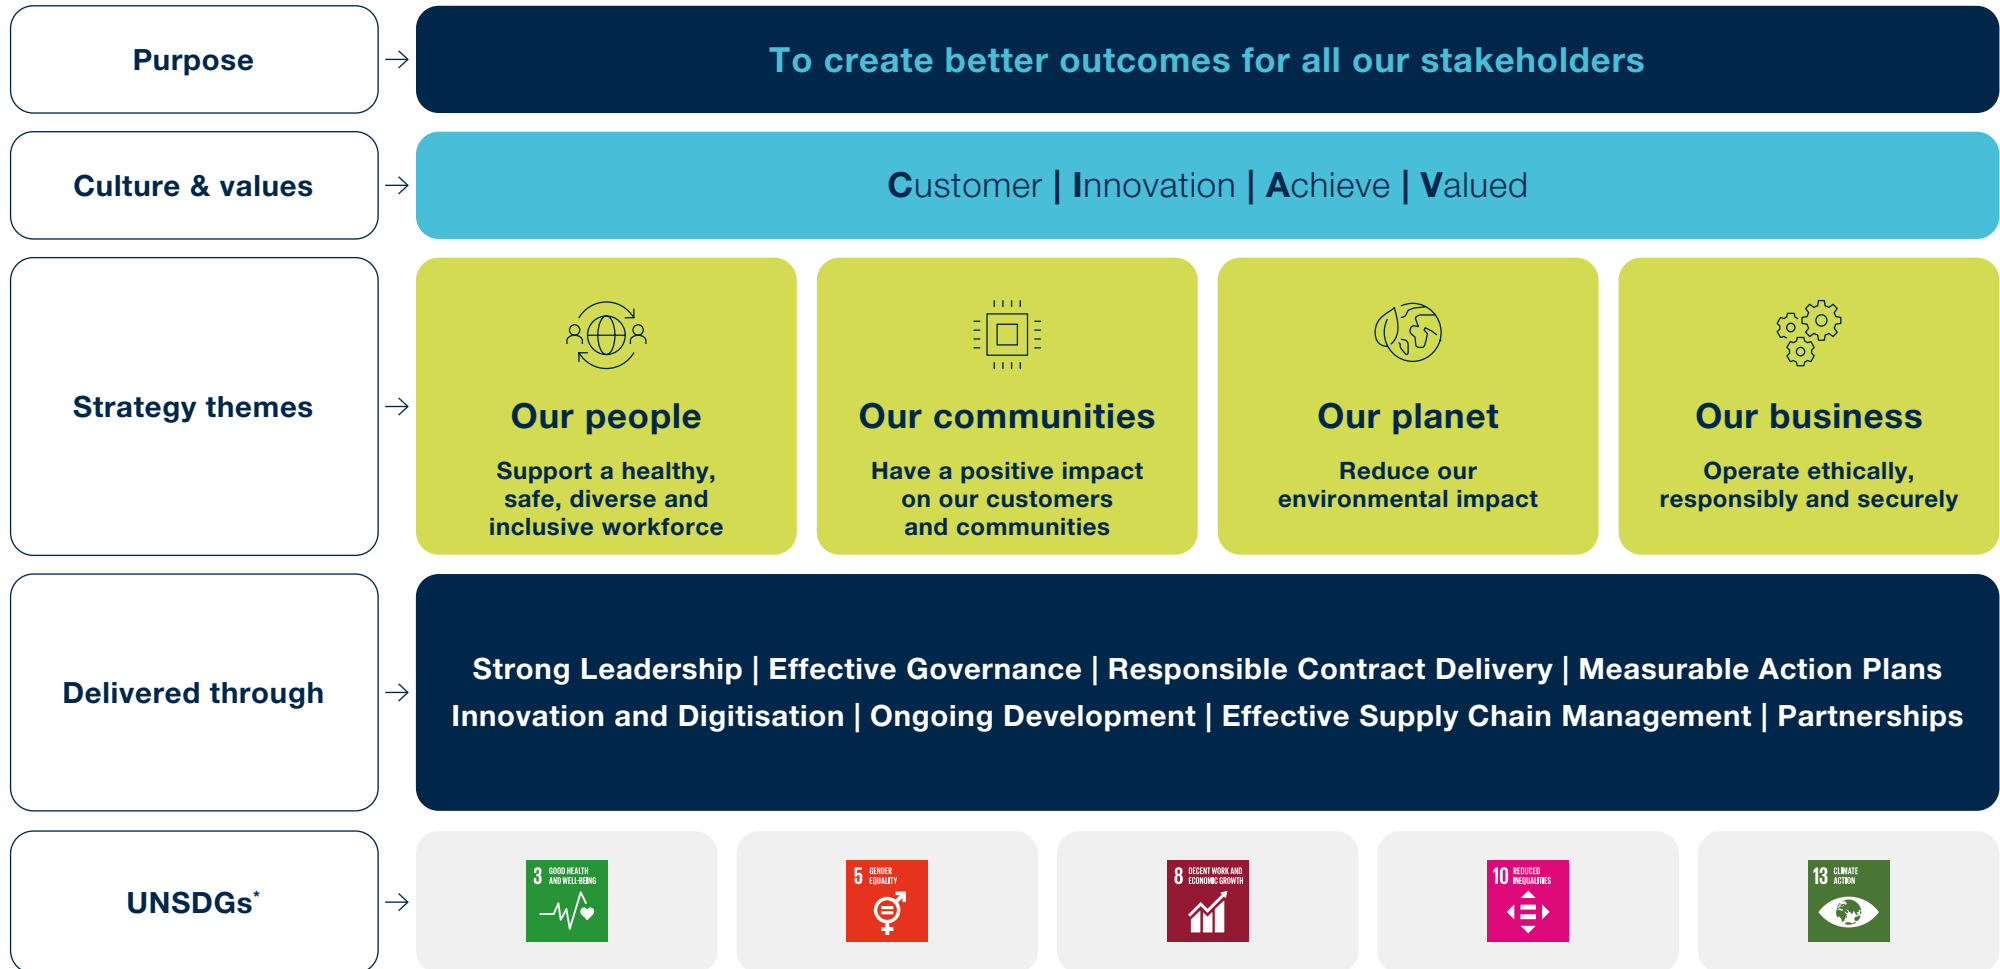 Purpose
To create better outcomes for all our stakeholders
Culture & values
Customer | Innovation | Achieve | Valued
Strategy themes
Our people
Support a healthy,
safe, diverse and
inclusive workforce
Our communities
Have a positive impact
on our customers
and communities
Our planet
Reduce our
environmental impact
Our business
Operate ethically,
responsibly and securely
Delivered through
Strong Leadership | Effective Governance | Responsible Contract Delivery | Measurable Action Plans
Innovation and Digitisation | Ongoing Development | Effective Supply Chain Management | Partnerships
UNSDGs*
3 GOOD HEALTH
AND WELL-BEING
5 GENDER
EQUALITY
8 DECENT WORK AND
ECONOMIC GROWTH
10 REDUCED
INEQUALITIES
13 CLIMATE
ACTION